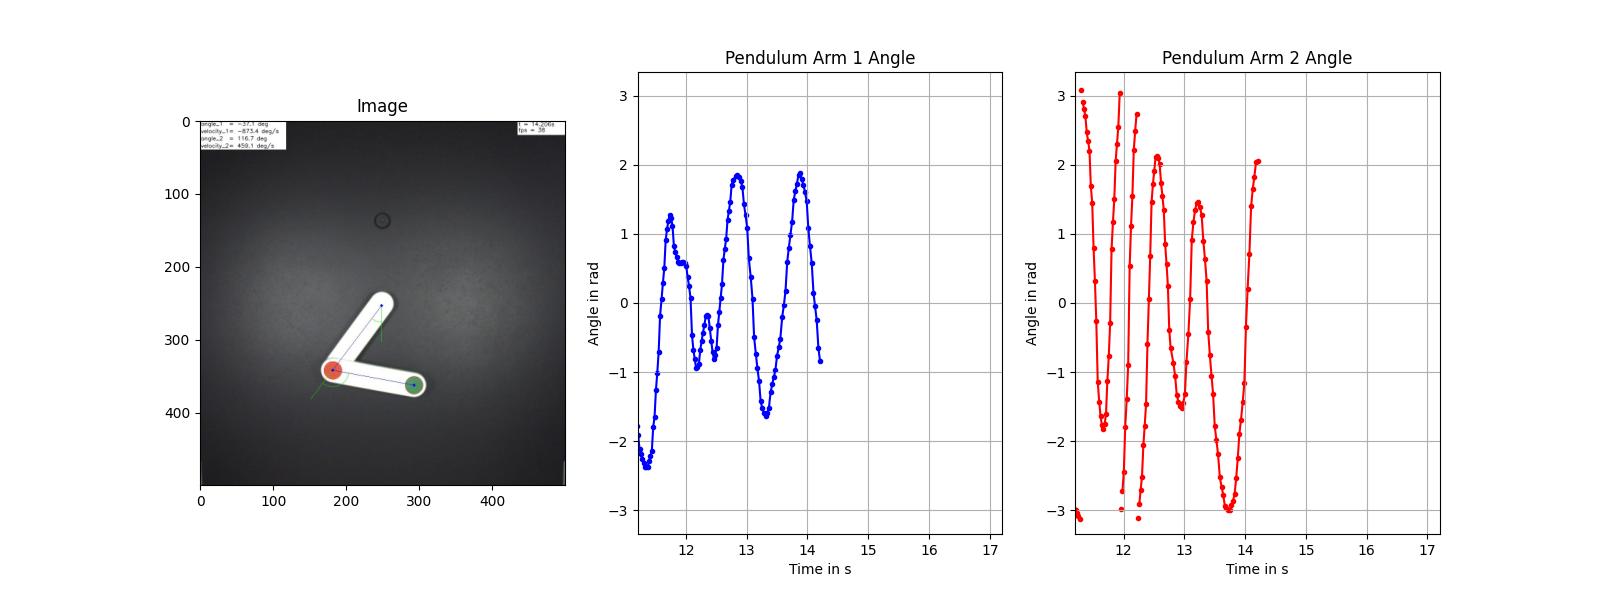 Image
angle_1 = -37.1 deg
velocity_1= -873.4 deg/s
angle_2 = 116.7 deg
velocity_2= 459.1 deg/s
t = 14.206s
fps = 38
0
100
200
300
400
0 100 200 300 400
Pendulum Arm 1 Angle
Angle in rad
3
2
1
0
−1
−2
−3
12 13 14 15 16 17
Time in s
Pendulum Arm 2 Angle
Angle in rad
3
2
1
0
−1
−2
−3
12 13 14 15 16 17
Time in s